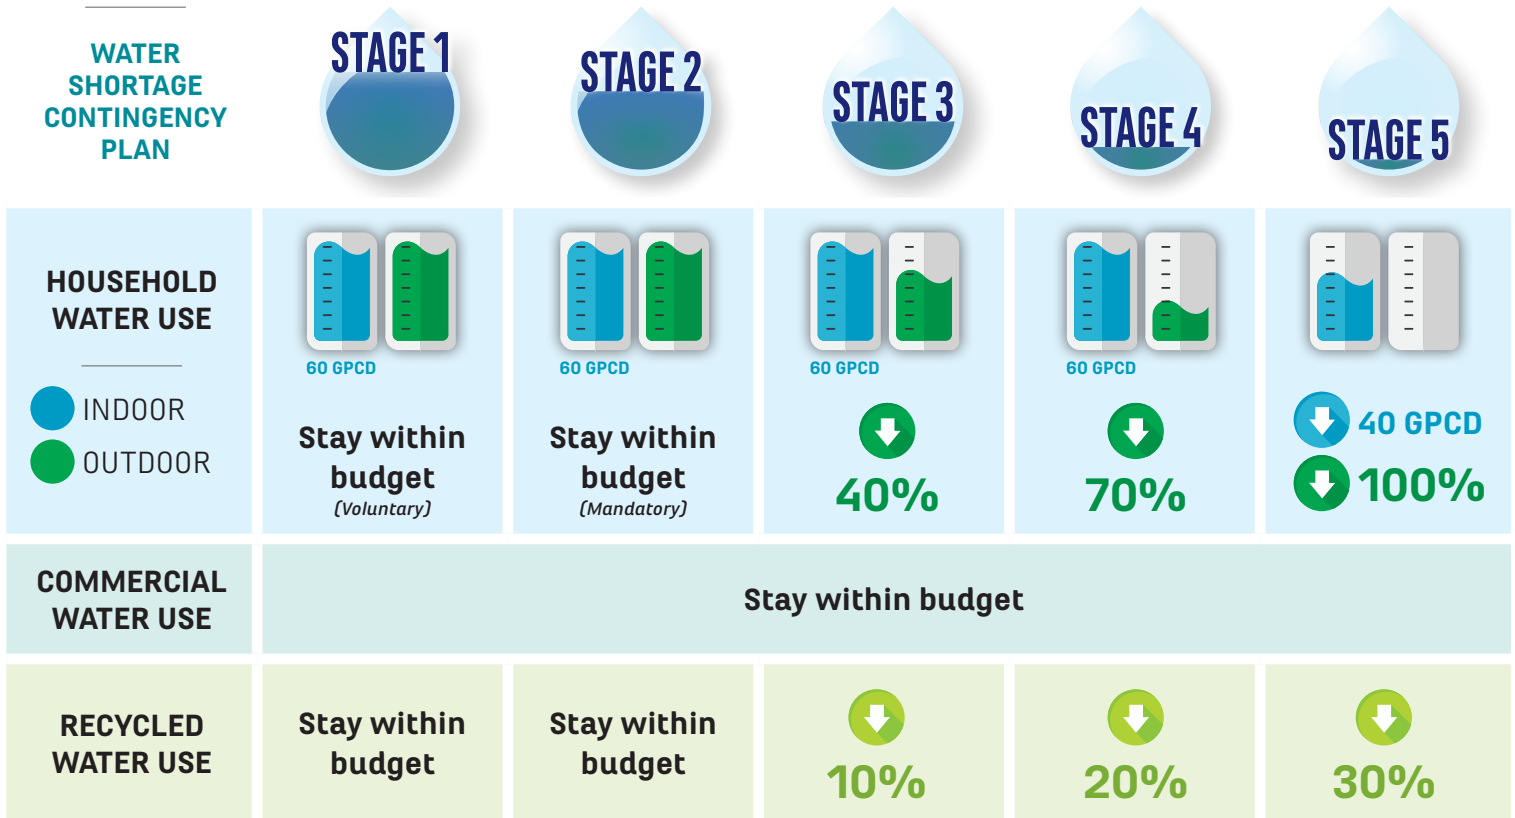 WATER
SHORTAGE
CONTINGENCY
PLAN
STAGE 1
STAGE 2
STAGE 3
STAGE 4
STAGE 5
HOUSEHOLD
WATER USE
INDOOR
OUTDOOR
60 GPCD
Stay within
budget
(Voluntary)
60 GPCD
Stay within
budget
(Mandatory)
60 GPCD
40%
60 GPCD
70%
40 GPCD
100%
COMMERCIAL
WATER USE
Stay within budget
RECYCLED
WATER USE
Stay within
budget
Stay within
budget
10%
20%
30%